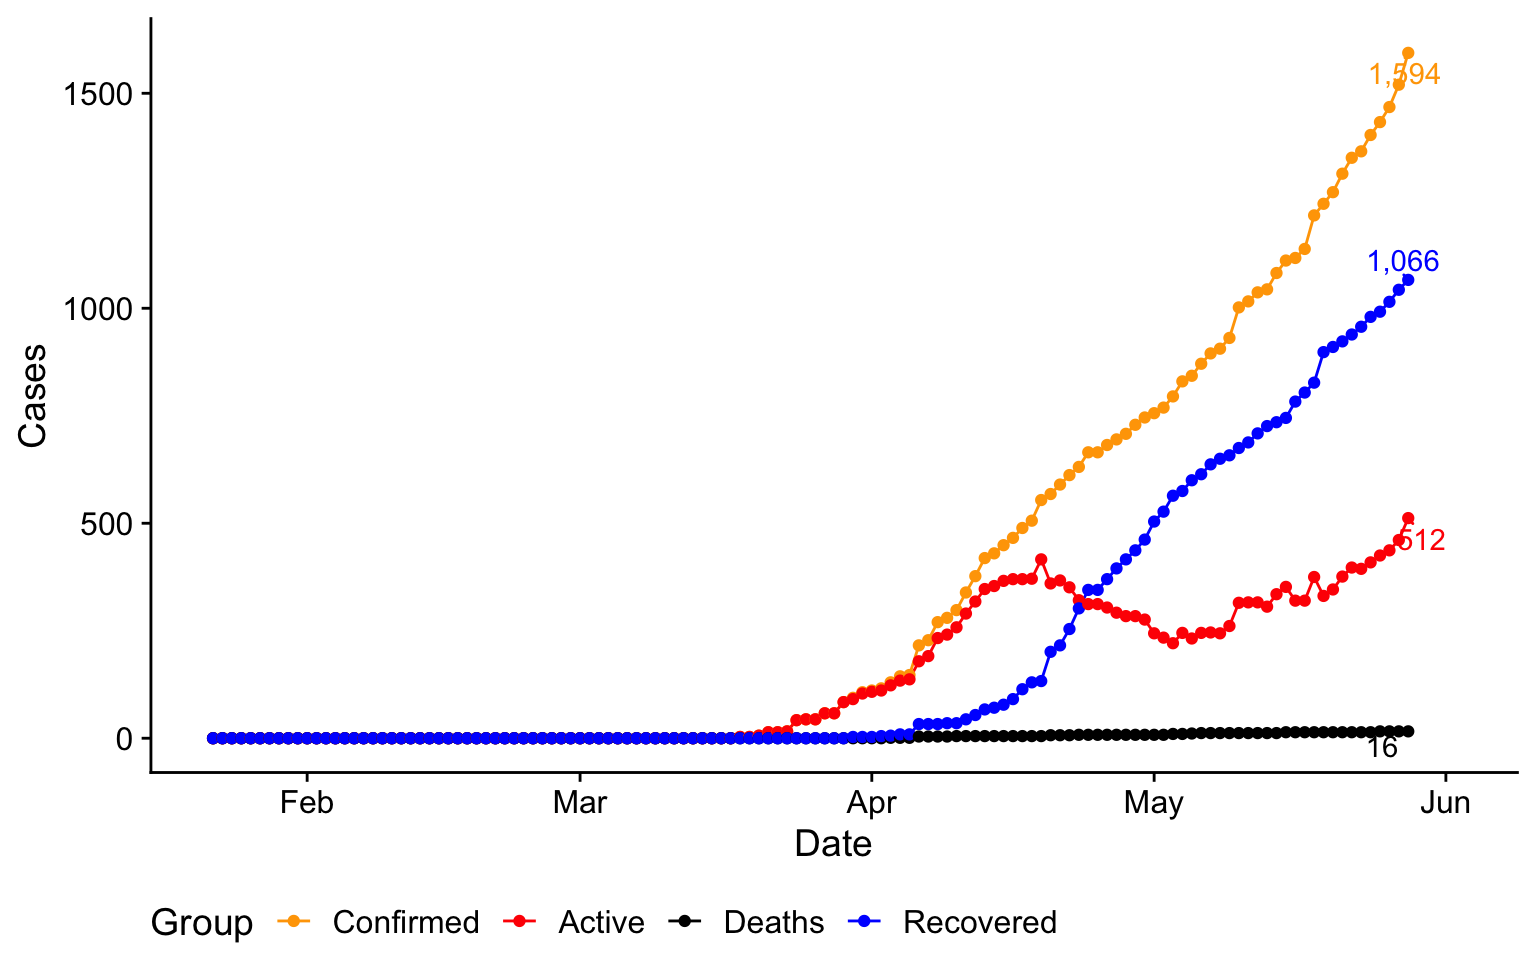 1,594
1500
1,066
1000
Cases
500
512
0
16
Feb Mar Apr May Jun
Date
Group Confirmed Active Deaths Recovered